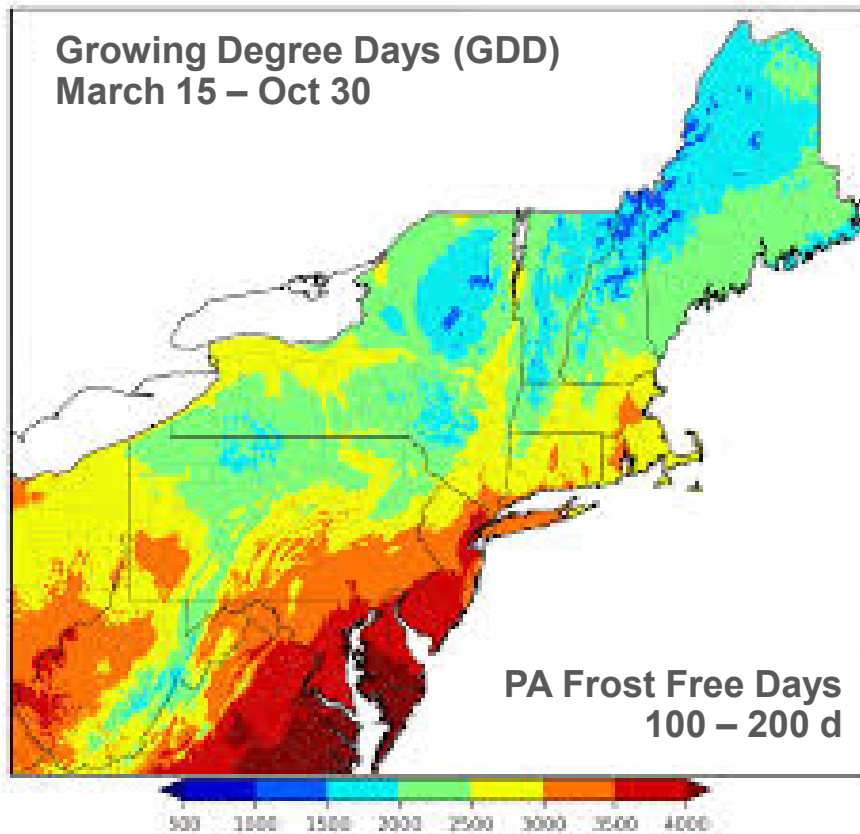 Growing Degree Days (GDD)
March 15 – Oct 30
PA Frost Free Days
100 – 200 d
500 1000 1500 2000 2500 3000 3500 4000